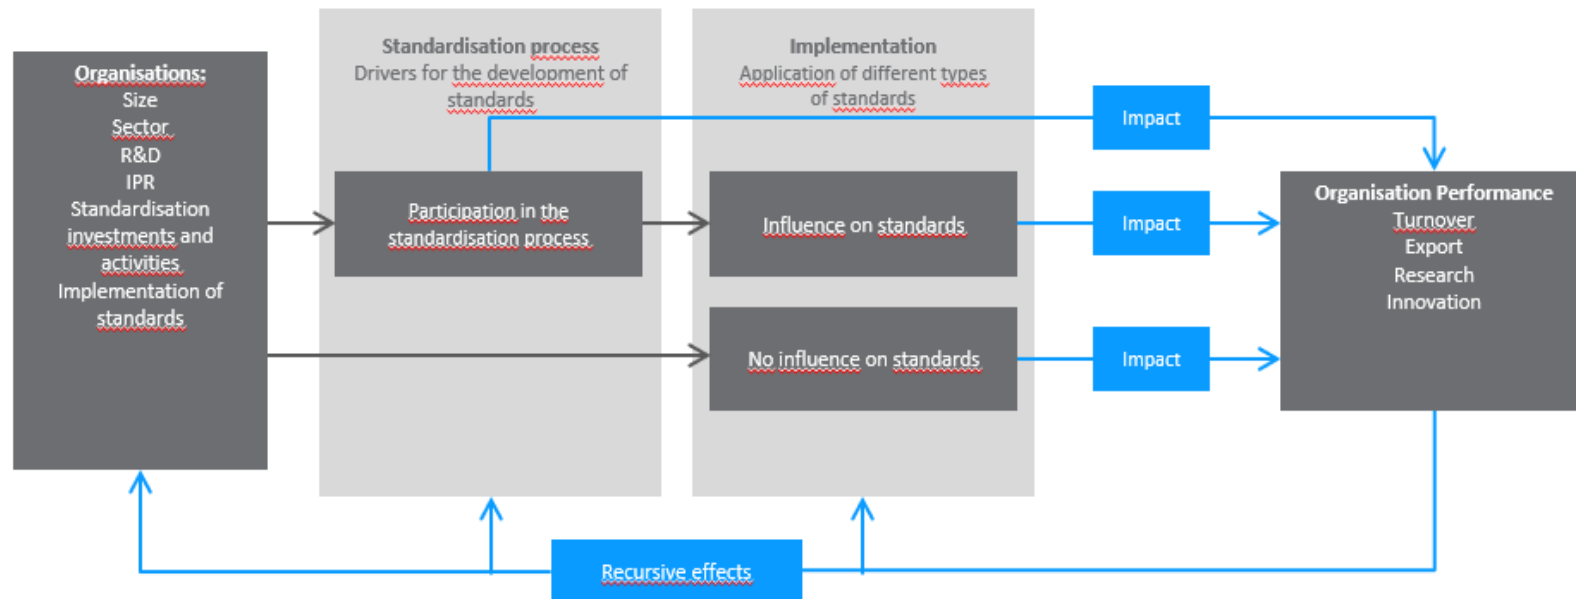 Organisations:
Size
Sector
R&D
IPR
Standardisation
investments and
activities
Implementation of
standards
Standardisation process
Drivers for the development of
standards
Participation in the
standardisation process
Implementation
Application of different types
of standards
Influence on standards
No influence on standards
Impact
Impact
Impact
Organisation Performance
Turnover
Export
Research
Innovation
Recursive effects